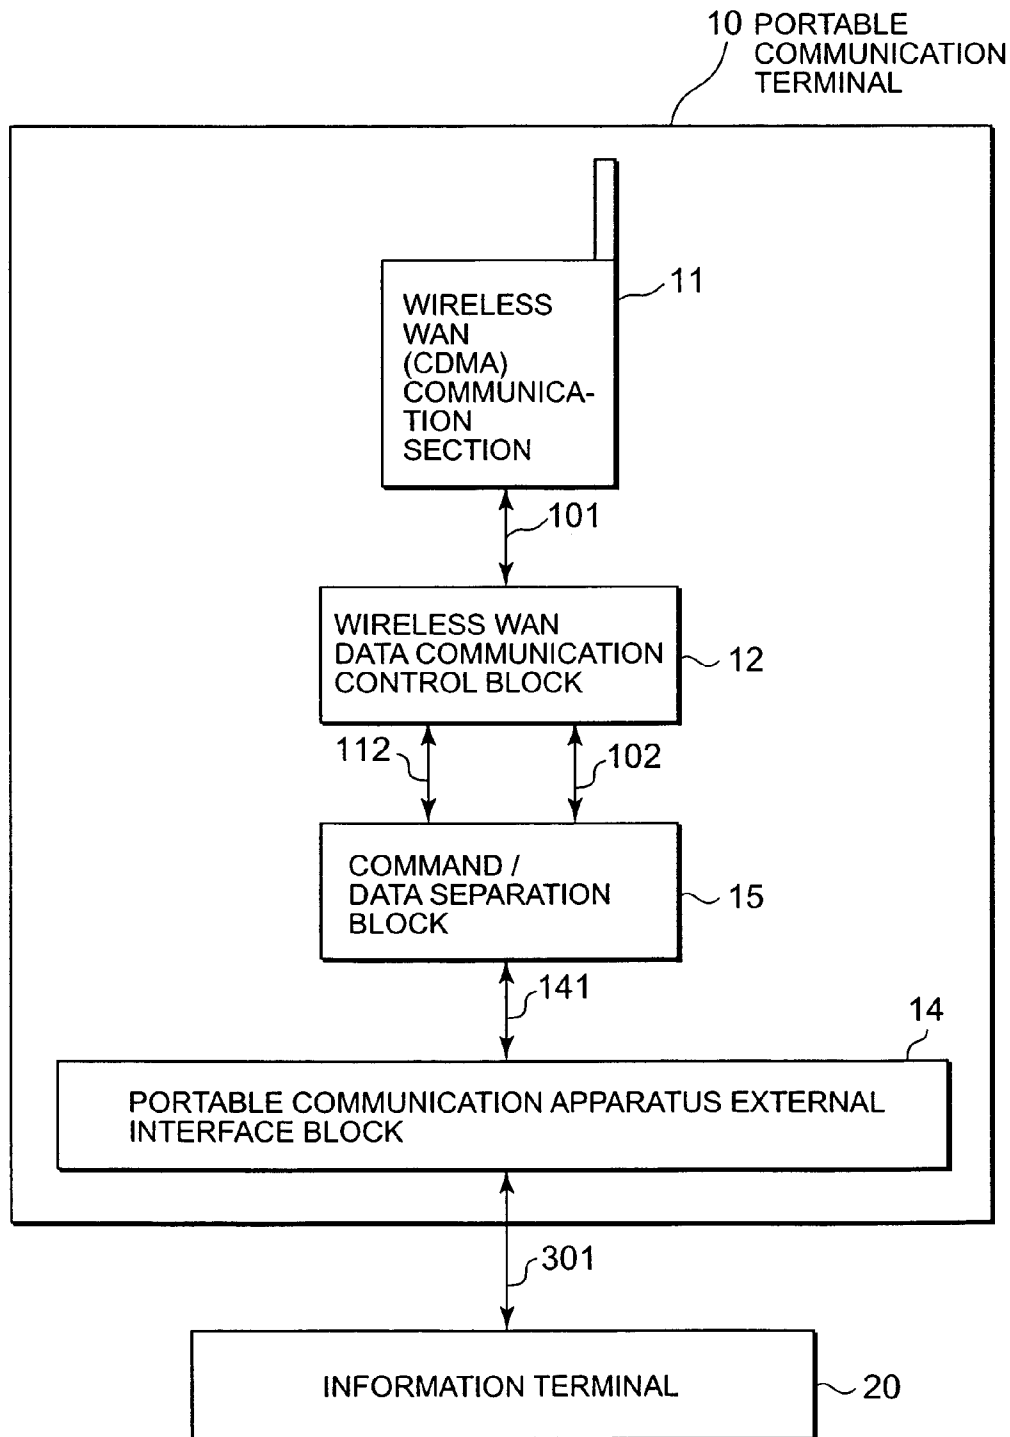 10 PORTABLE
COMMUNICATION
TERMINAL
11
WIRELESS
WAN
(CDMA)
COMMUNICA-
TION
SECTION
101
WIRELESS WAN
DATA COMMUNICATION
CONTROL BLOCK
12
112
102
COMMAND /
DATA SEPARATION
BLOCK
15
141
14
PORTABLE COMMUNICATION APPARATUS EXTERNAL
INTERFACE BLOCK
301
INFORMATION TERMINAL
20